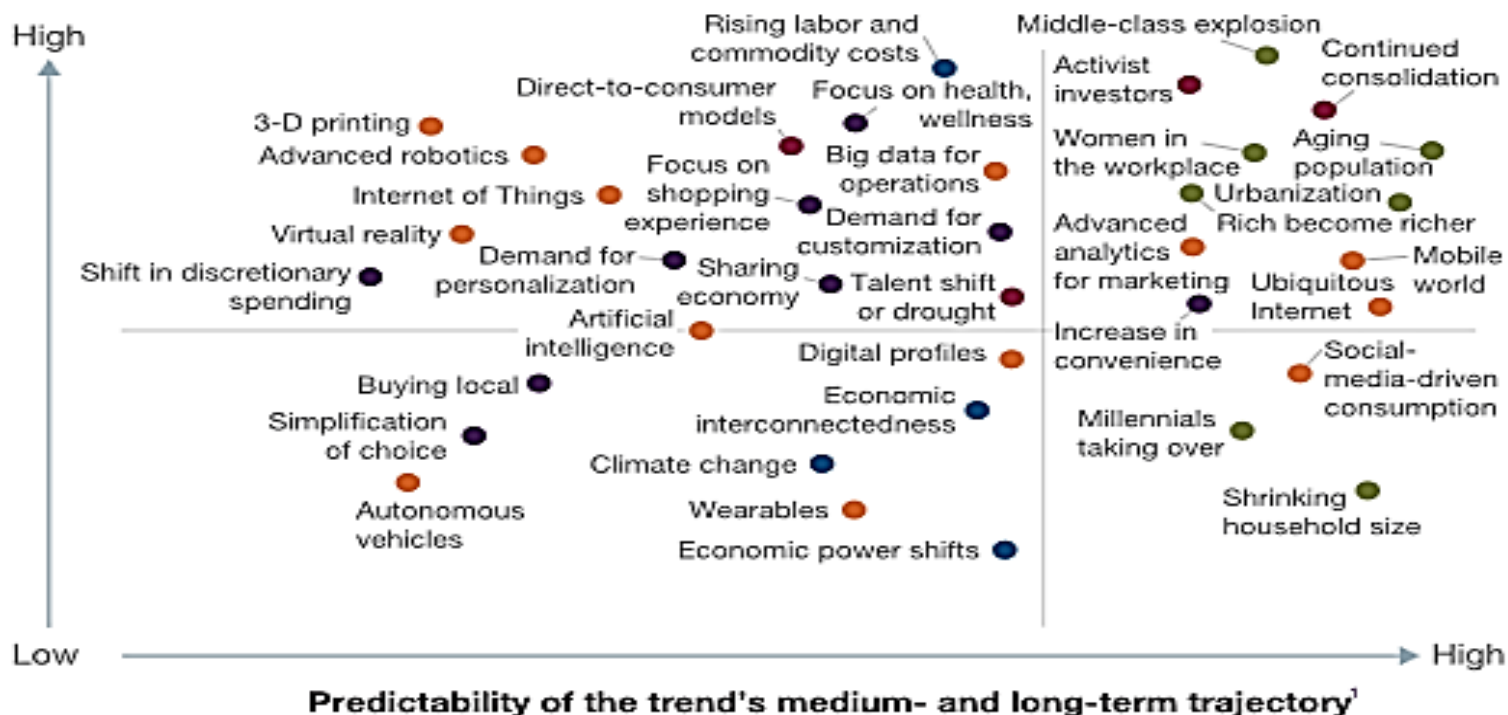 High
Rising labor and
commodity costs
Middle-class explosion
Continued
consolidation
Activist
investors
Direct-to-consumer
models
Focus on health,
wellness
3-D printing
Advanced robotics
Women in
the workplace
Aging
population
Big data for
operations
Focus on
shopping
experience
Internet of Things
Urbanization
Rich become richer
Demand for
customization
Advanced
analytics
for marketing
Virtual reality
Demand for
personalization
Sharing
economy
Mobile
world
Shift in discretionary
spending
Talent shift
or drought
Ubiquitous
Internet
Artificial
intelligence
Increase in
convenience
Digital profiles
Social-
media-driven
consumption
Buying local
Economic
interconnectedness
Simplification
of choice
Millennials
taking over
Climate change
Autonomous
vehicles
Wearables
Shrinking
household size
Economic power shifts
Low
High
Predictability of the trend's medium- and long-term trajectory¹